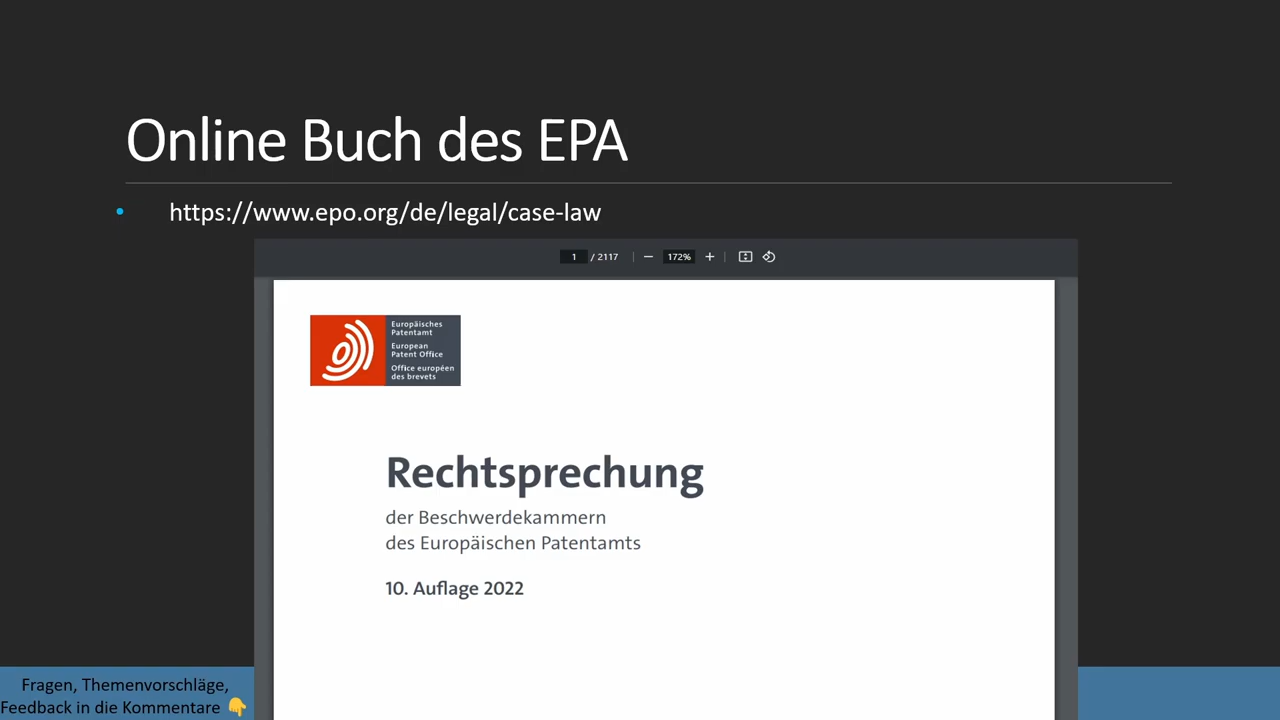 Online Buch des EPA
• https://www.epo.org/de/legal/case-law
1 / 2117 | − 172% + |
Europäisches
Patentamt
European
Patent Office
Office européen
des brevets
Rechtsprechung
der Beschwerdekammern
des Europäischen Patentamts
10. Auflage 2022
Fragen, Themenvorschläge,
Feedback in die Kommentare 👇